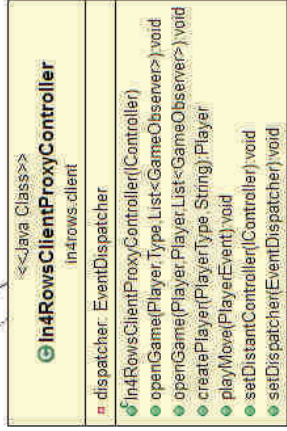 <<Java Class>>
In4RowsClientProxyController
in4rows.client
dispatcher: EventDispatcher
In4RowsClientProxyController(IController)
openGame(Player,Type,List<GameObserver>):void
openGame(Player,Player,List<GameObserver>):void
createPlayer(PlayerType,String):Player
playMove(PlayerEvent):void
setDistantController(IController):void
setDispatcher(EventDispatcher):void